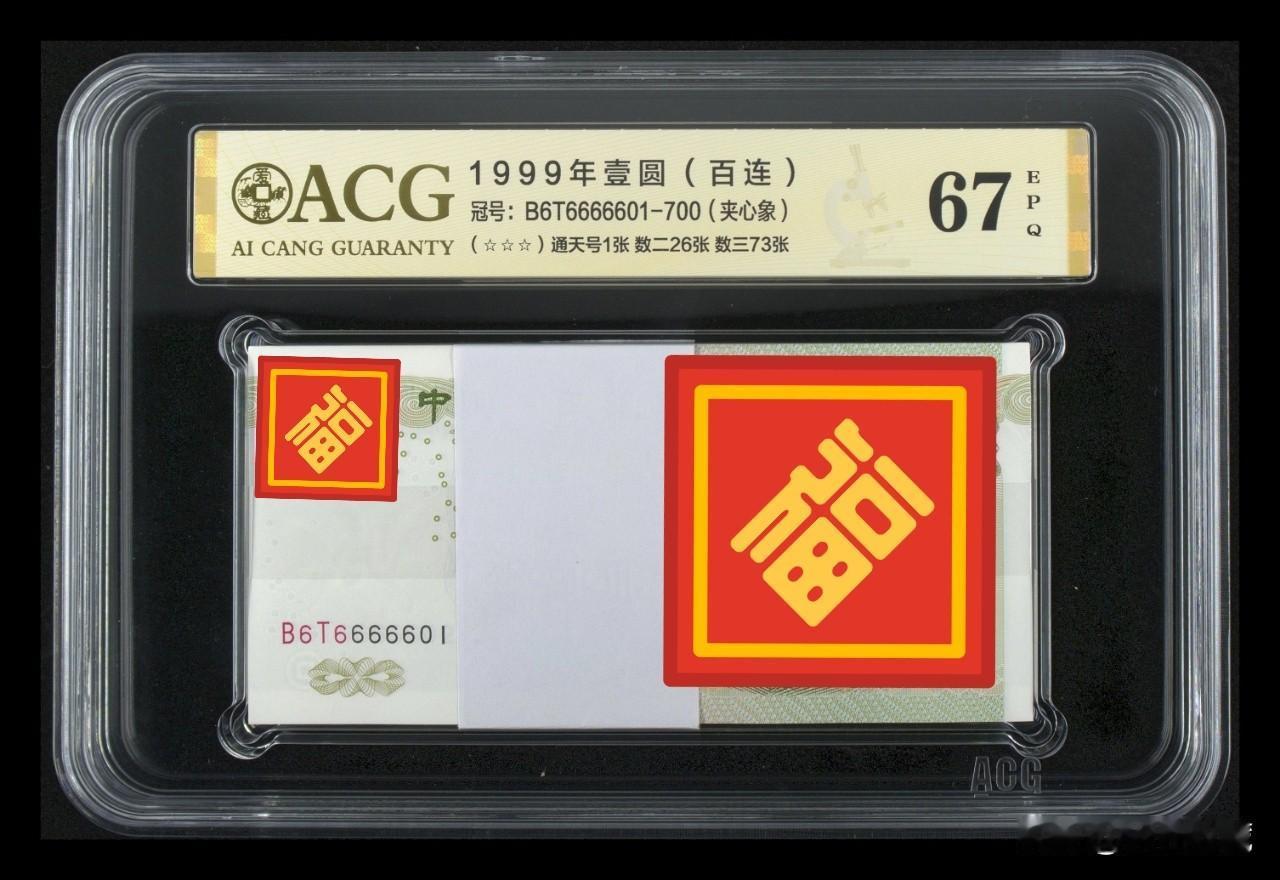 ACG
AI CANG GUARANTY
1999年壹圆（百连）
冠号：B6T6666601-700（夹心象）
（☆☆☆）通天号1张 数二26张 数三73张
67
EPQ
福
中
福
B6T6666601
ACG